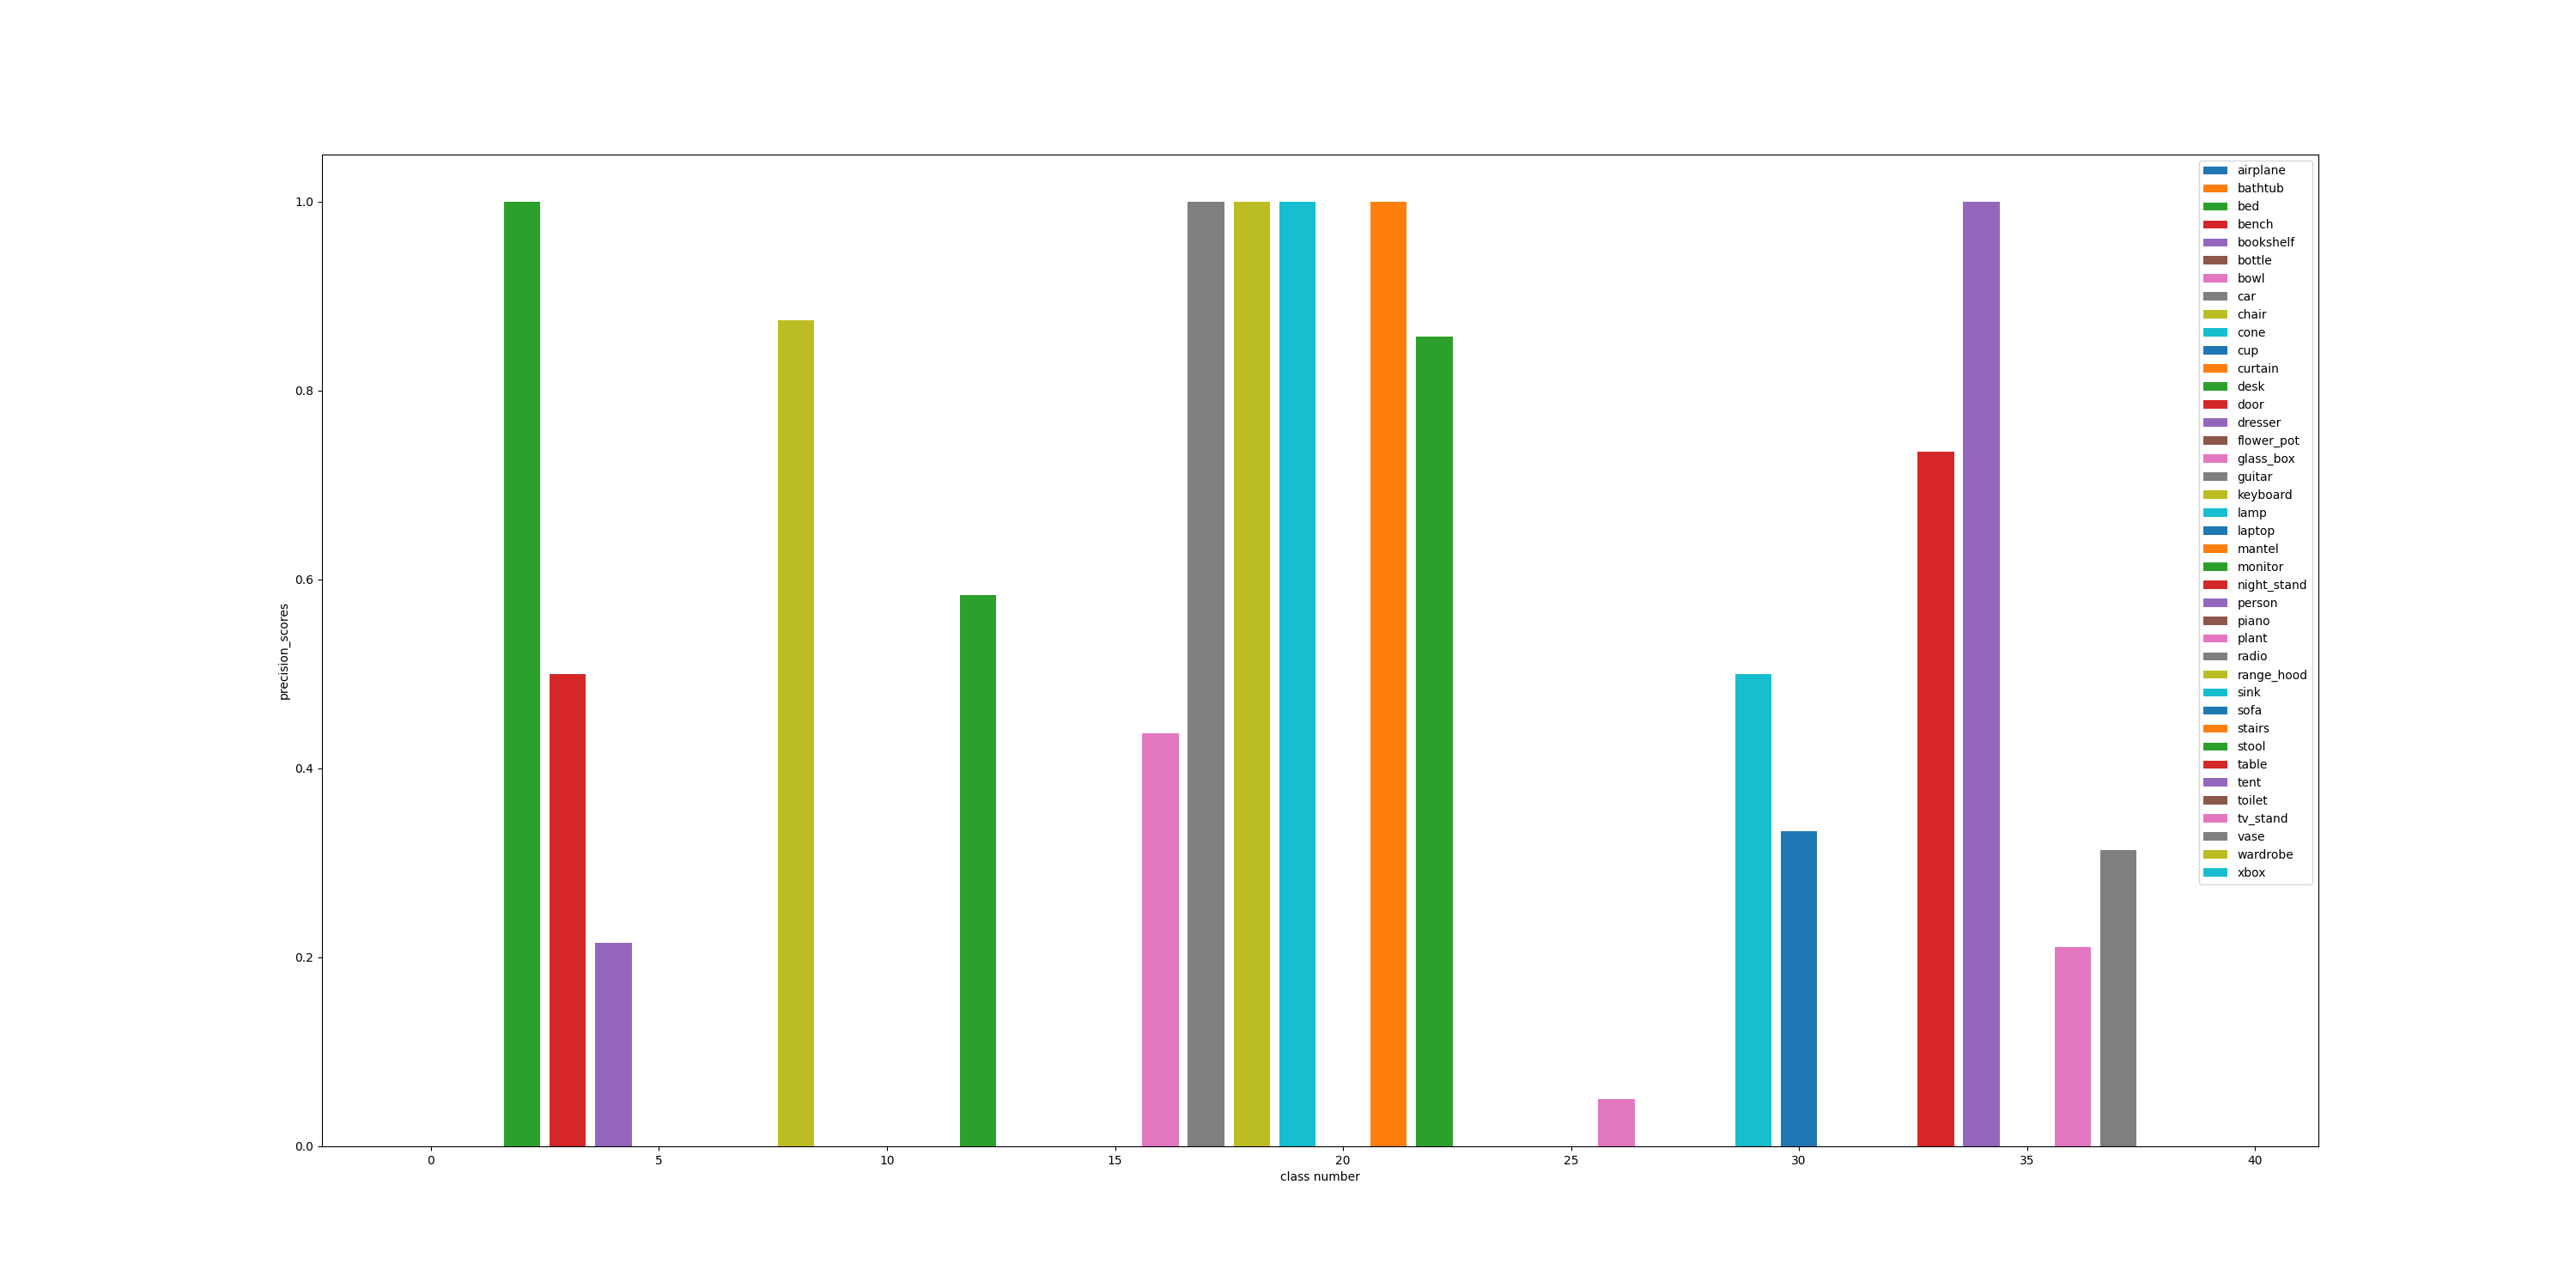 1.0
0.8
0.6
0.4
0.2
0.0
precision_scores
0 5 10 15 20 25 30 35 40
class number
airplane
bathtub
bed
bench
bookshelf
bottle
bowl
car
chair
cone
cup
curtain
desk
door
dresser
flower_pot
glass_box
guitar
keyboard
lamp
laptop
mantel
monitor
night_stand
person
piano
plant
radio
range_hood
sink
sofa
stairs
stool
table
tent
toilet
tv_stand
vase
wardrobe
xbox